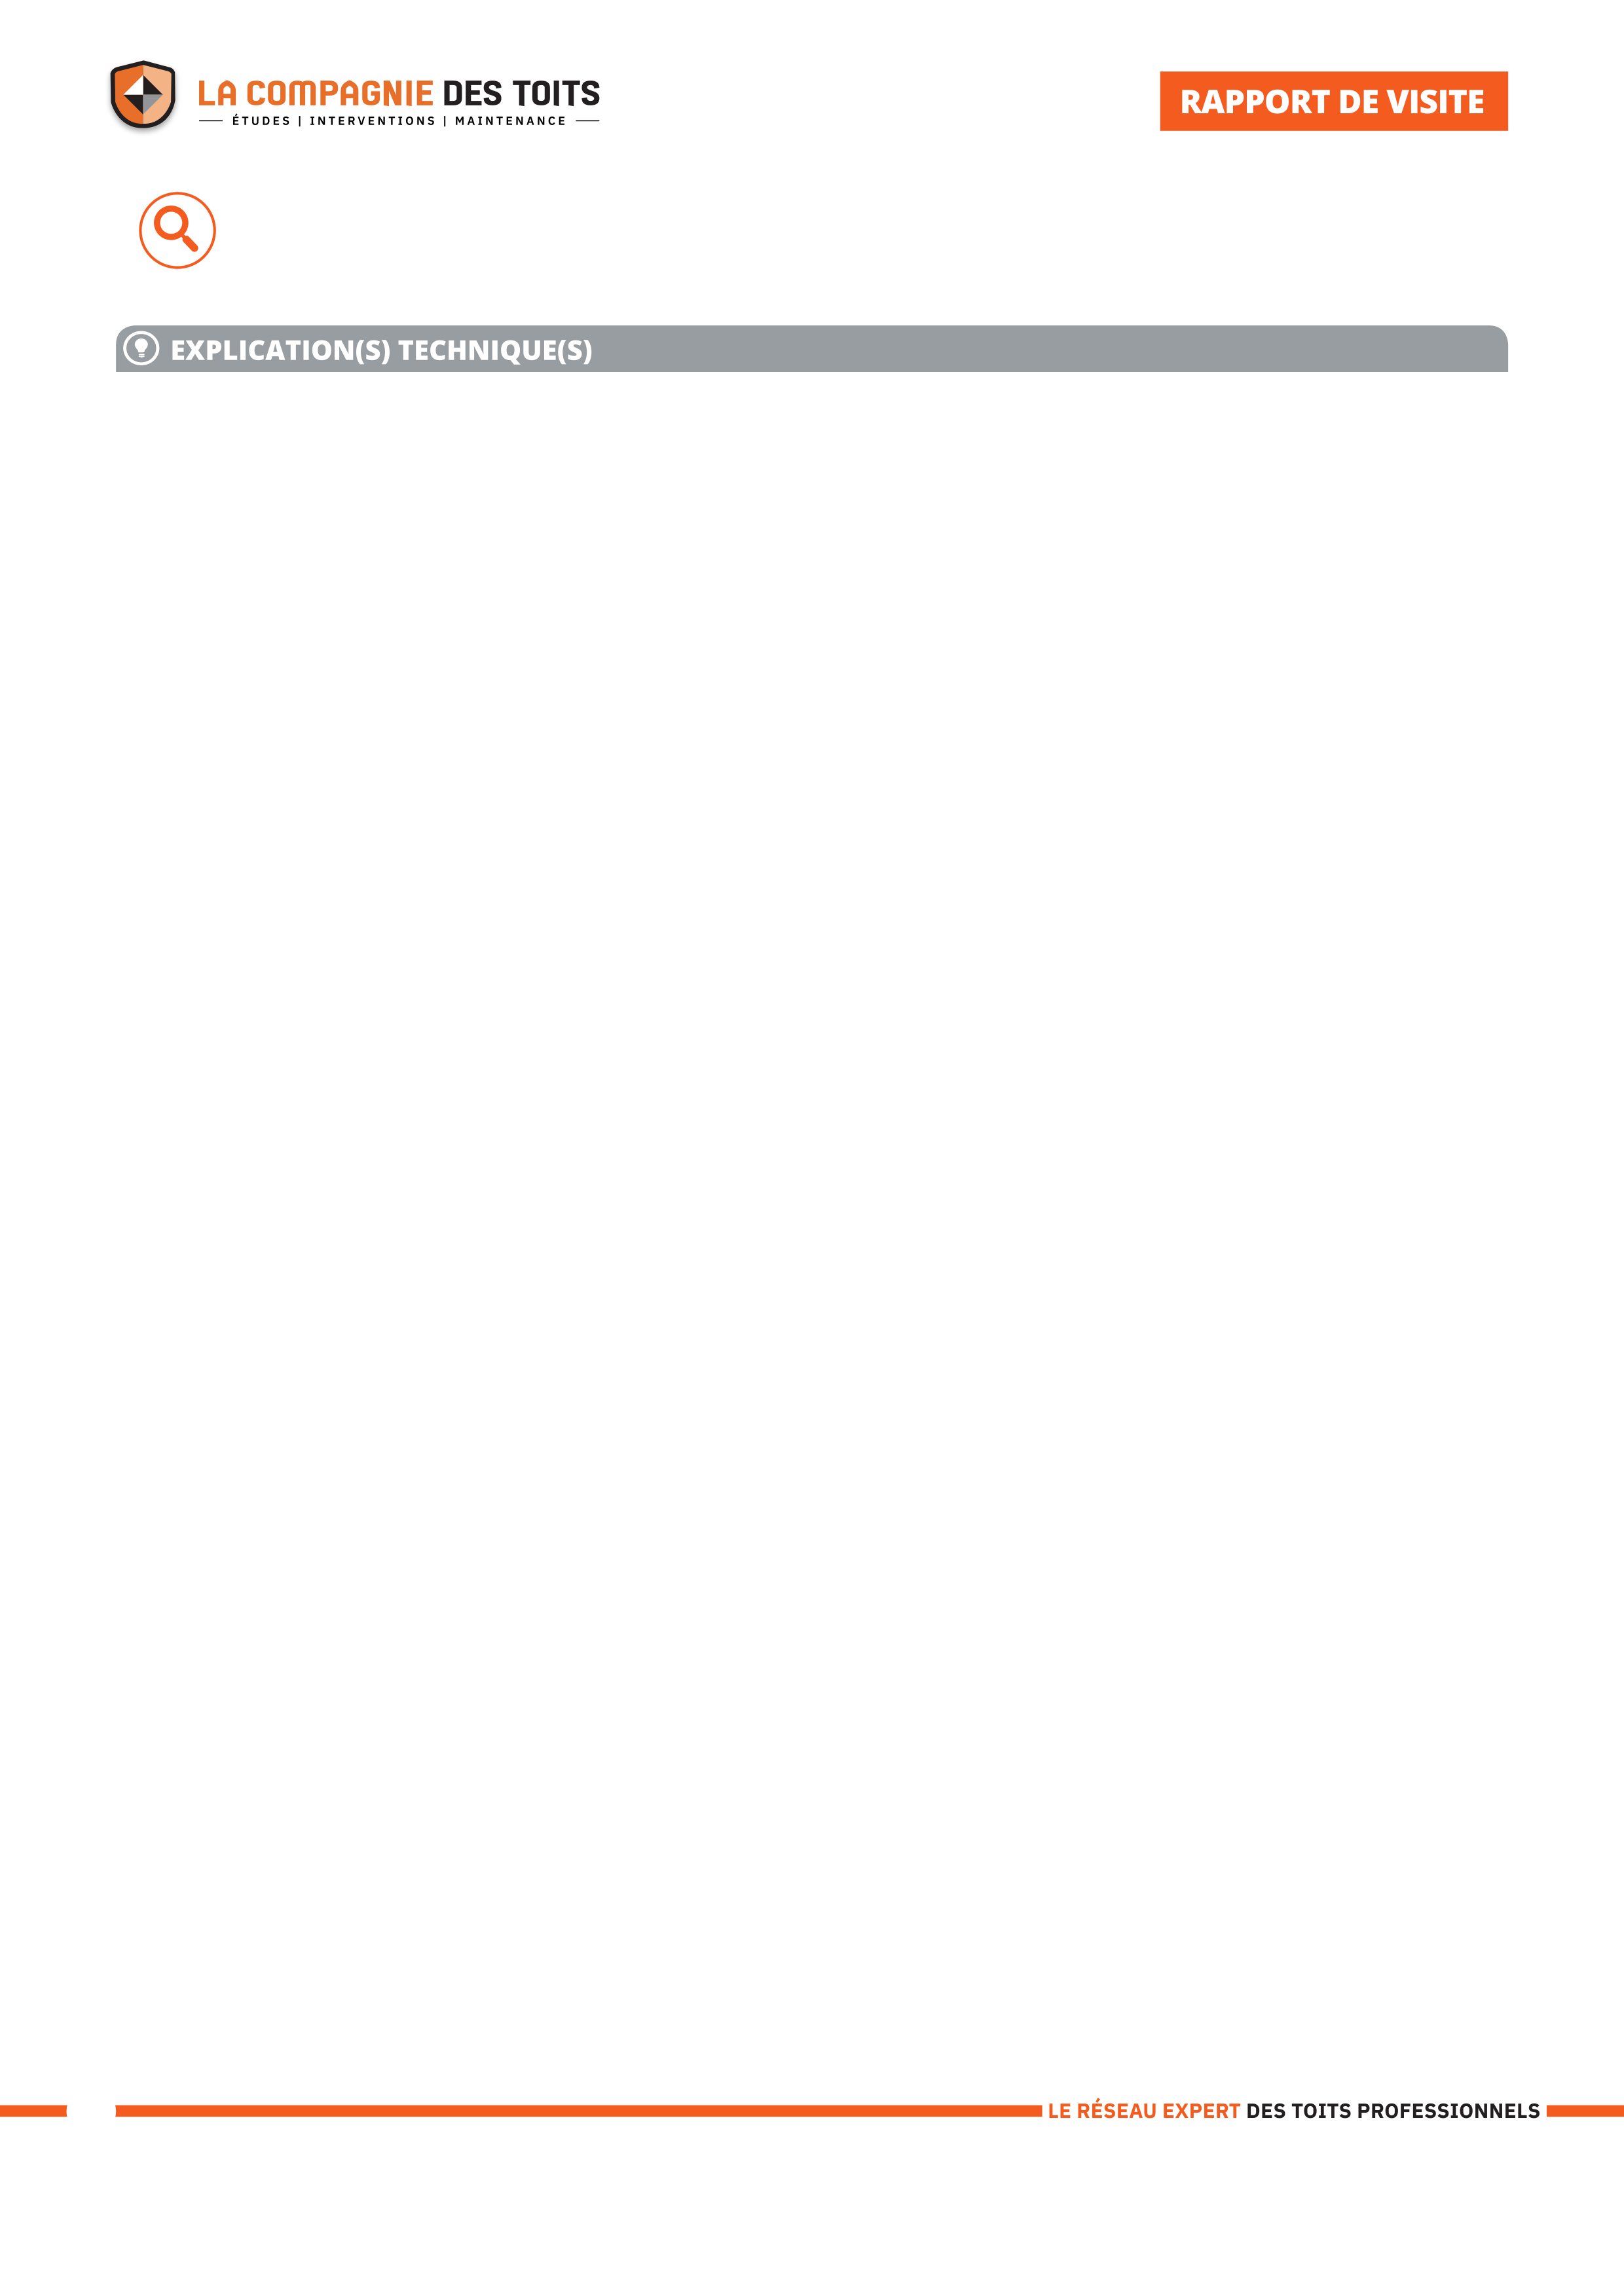 LA COMPAGNIE DES TOITS
ÉTUDES | INTERVENTIONS | MAINTENANCE
RAPPORT DE VISITE
EXPLICATION(S) TECHNIQUE(S)
LE RÉSEAU EXPERT DES TOITS PROFESSIONNELS